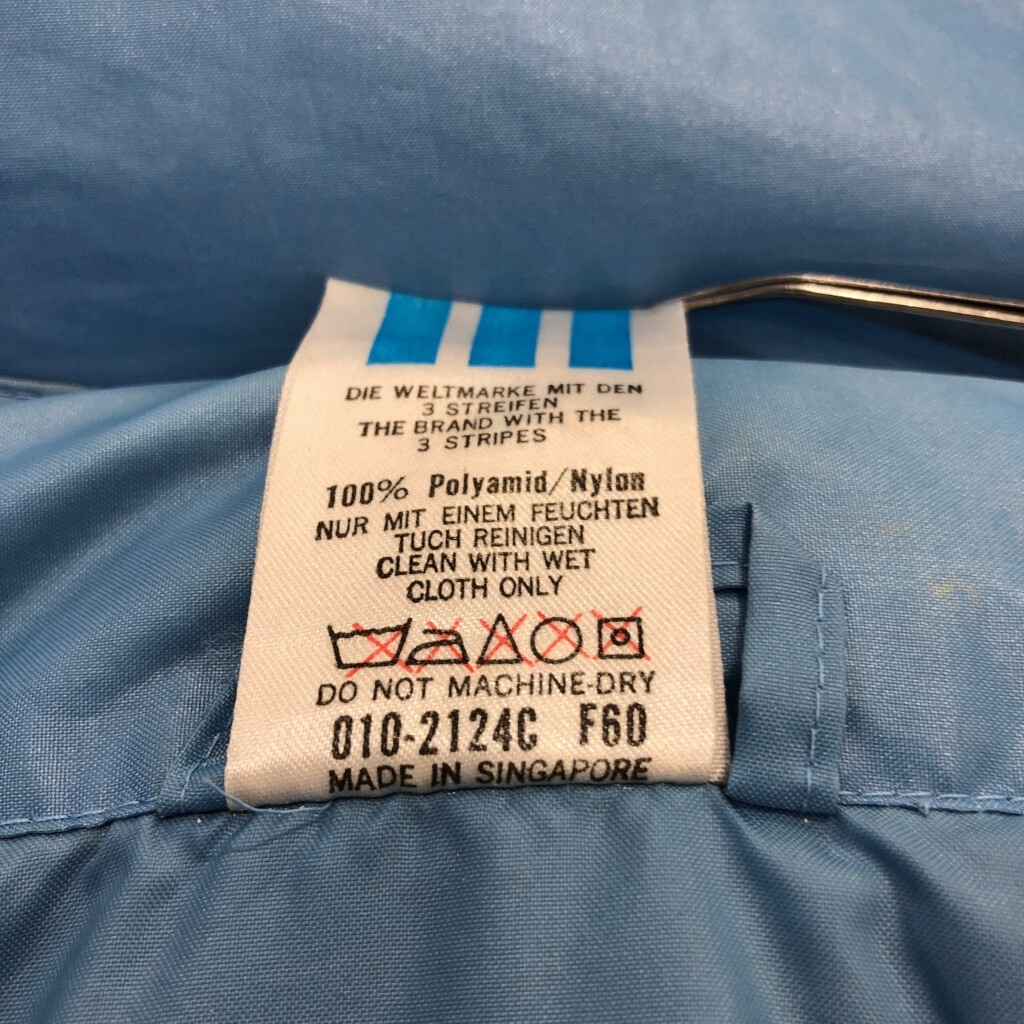 DIE WELTMARKE MIT DEN
3 STREIFEN
THE BRAND WITH THE
3 STRIPES
100% Polyamid/Nylon
NUR MIT EINEM FEUCHTEN
TUCH REINIGEN
CLEAN WITH WET
CLOTH ONLY
DO NOT MACHINE-DRY
010-2124C F60
MADE IN SINGAPORE